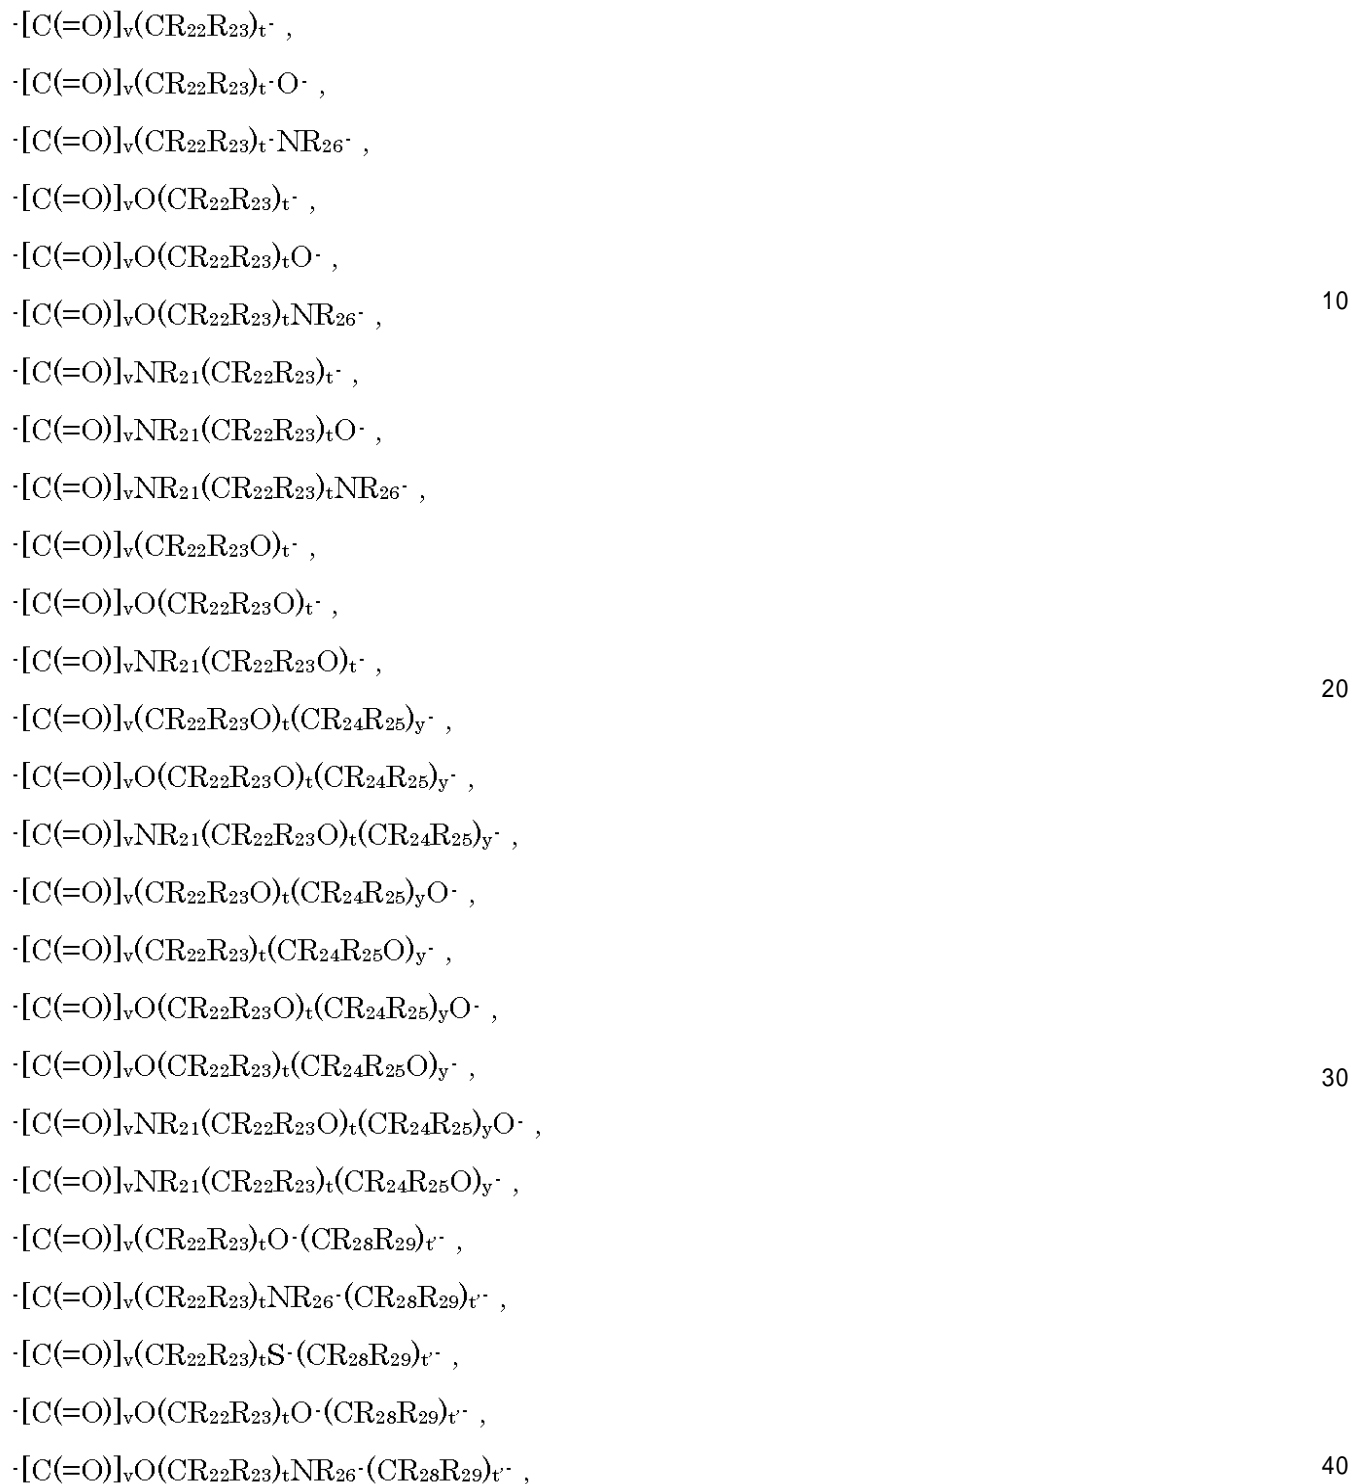 -[C(=O)]v(CR22R23)t- ,
-[C(=O)]v(CR22R23)t-O- ,
-[C(=O)]v(CR22R23)t-NR26- ,
-[C(=O)]vO(CR22R23)t- ,
-[C(=O)]vO(CR22R23)tO- ,
10
-[C(=O)]vO(CR22R23)tNR26- ,
-[C(=O)]vNR21(CR22R23)t- ,
-[C(=O)]vNR21(CR22R23)tO- ,
-[C(=O)]vNR21(CR22R23)tNR26- ,
-[C(=O)]v(CR22R23O)t- ,
-[C(=O)]vO(CR22R23O)t- ,
-[C(=O)]vNR21(CR22R23O)t- ,
20
-[C(=O)]v(CR22R23O)t(CR24R25)y- ,
-[C(=O)]vO(CR22R23O)t(CR24R25)y- ,
-[C(=O)]vNR21(CR22R23O)t(CR24R25)y- ,
-[C(=O)]v(CR22R23O)t(CR24R25)yO- ,
-[C(=O)]v(CR22R23)t(CR24R25O)y- ,
-[C(=O)]vO(CR22R23O)t(CR24R25)yO- ,
-[C(=O)]vO(CR22R23)t(CR24R25O)y- ,
30
-[C(=O)]vNR21(CR22R23O)t(CR24R25)yO- ,
-[C(=O)]vNR21(CR22R23)t(CR24R25O)y- ,
-[C(=O)]v(CR22R23)tO-(CR28R29)t'- ,
-[C(=O)]v(CR22R23)tNR26-(CR28R29)t'- ,
-[C(=O)]v(CR22R23)tS-(CR28R29)t'- ,
-[C(=O)]vO(CR22R23)tO-(CR28R29)t'- ,
-[C(=O)]vO(CR22R23)tNR26-(CR28R29)t'- ,
40